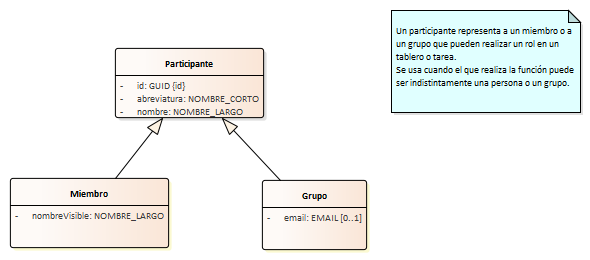 Participante
- id: GUID {id}
- abreviatura: NOMBRE_CORTO
- nombre: NOMBRE_LARGO
Un participante representa a un miembro o a
un grupo que pueden realizar un rol en un
tablero o tarea.
Se usa cuando el que realiza la función puede
ser indistintamente una persona o un grupo.
Miembro
- nombreVisible: NOMBRE_LARGO
Grupo
- email: EMAIL [0..1]